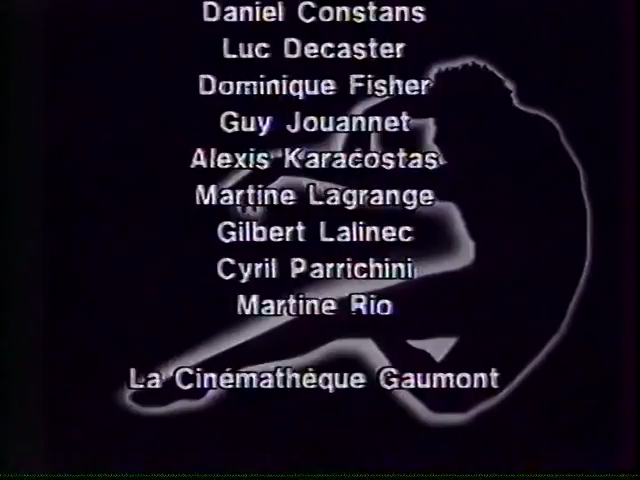 Daniel Constans
Luc Decaster
Dominique Fisher
Guy Jouannet
Alexis Karacostas
Martine Lagrange
Gilbert Lalinec
Cyril Parrichini
Martine Rio
La Cinémathèque Gaumont